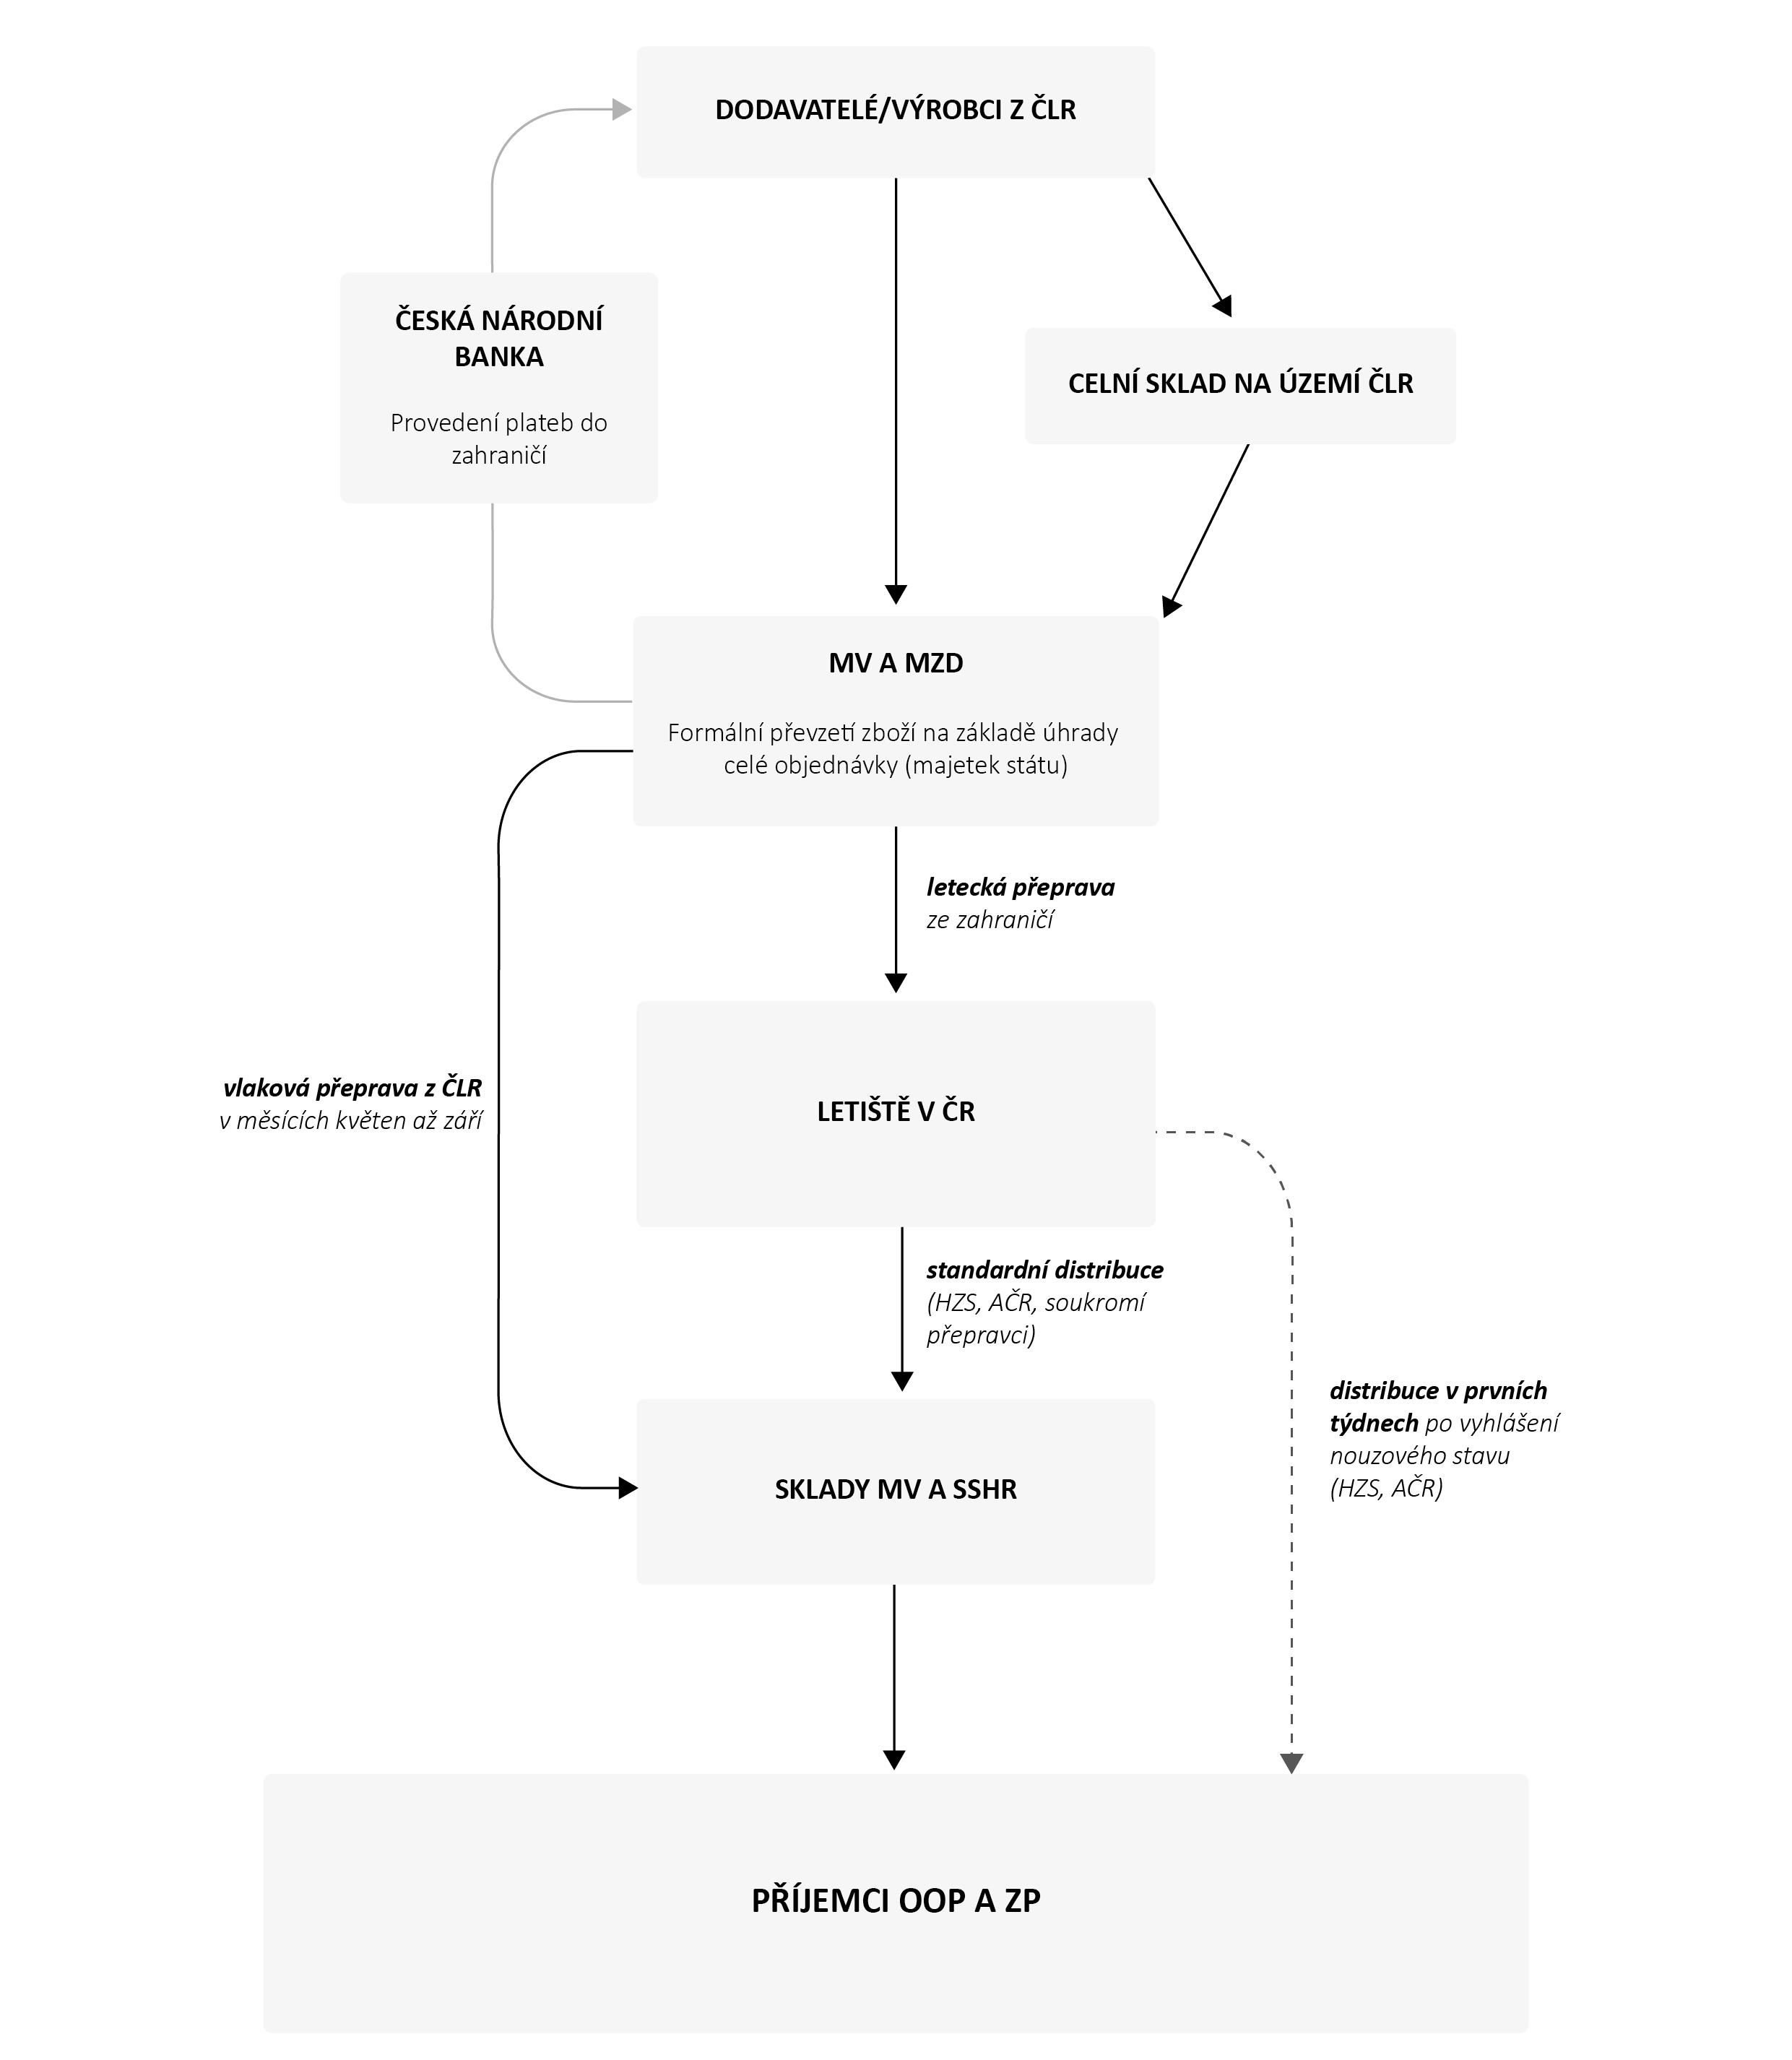 DODAVATELÉ/VÝROBCI Z ČLR
ČESKÁ NÁRODNÍ
BANKA
Provedení plateb do
zahraničí
CELNÍ SKLAD NA ÚZEMÍ ČLR
MV A MZD
Formální převzetí zboží na základě úhrady
celé objednávky (majetek státu)
letecká přeprava
ze zahraničí
vlaková přeprava z ČLR
v měsících květen až září
LETIŠTĚ V ČR
standardní distribuce
(HZS, AČR, soukromí
přepravci)
distribuce v prvních
týdnech po vyhlášení
nouzového stavu
(HZS, AČR)
SKLADY MV A SSHR
PŘÍJEMCI OOP A ZP